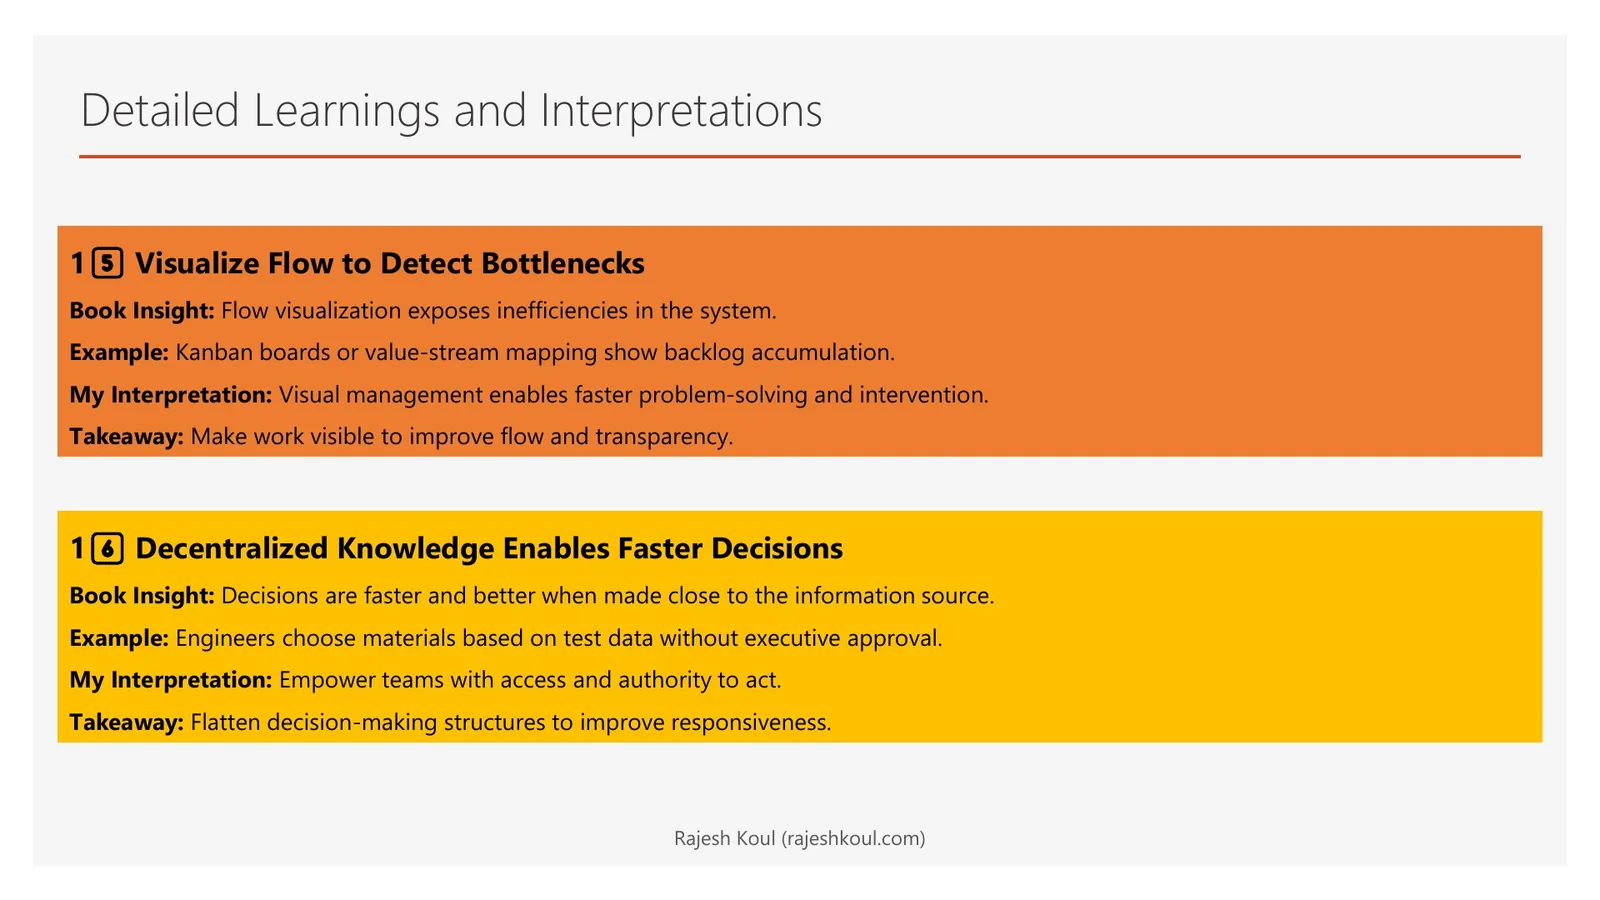 Detailed Learnings and Interpretations
15️⃣ Visualize Flow to Detect Bottlenecks
Book Insight: Flow visualization exposes inefficiencies in the system.
Example: Kanban boards or value-stream mapping show backlog accumulation.
My Interpretation: Visual management enables faster problem-solving and intervention.
Takeaway: Make work visible to improve flow and transparency.
16️⃣ Decentralized Knowledge Enables Faster Decisions
Book Insight: Decisions are faster and better when made close to the information source.
Example: Engineers choose materials based on test data without executive approval.
My Interpretation: Empower teams with access and authority to act.
Takeaway: Flatten decision-making structures to improve responsiveness.
Rajesh Koul (rajeshkoul.com)